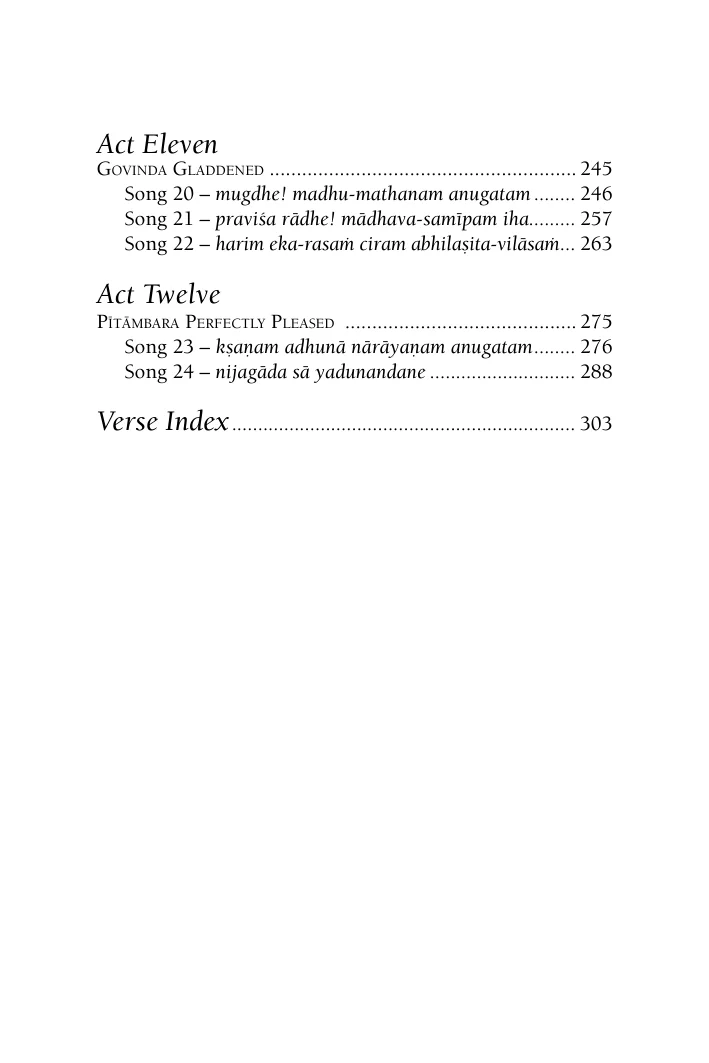 Act Eleven
Govinda Gladdened ......................................................... 245
Song 20 – mugdhe! madhu-mathanam anugatam ........ 246
Song 21 – praviśa rādhe! mādhava-samīpam iha......... 257
Song 22 – harim eka-rasaṁ ciram abhilaṣita-vilāsaṁ... 263
Act Twelve
Pītāmbara Perfectly Pleased ........................................... 275
Song 23 – kṣaṇam adhunā nārāyaṇam anugatam........ 276
Song 24 – nijagāda sā yadunandane ........................... 288
Verse Index................................................................. 303